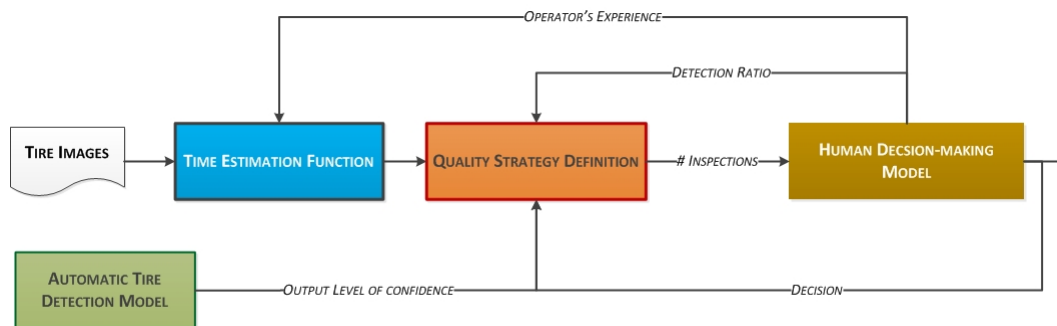 OPERATOR'S EXPERIENCE
DETECTION RATIO
TIRE IMAGES
TIME ESTIMATION FUNCTION
QUALITY STRATEGY DEFINITION
# INSPECTIONS
HUMAN DECSION-MAKING
MODEL
AUTOMATIC TIRE
DETECTION MODEL
OUTPUT LEVEL OF CONFIDENCE
DECISION